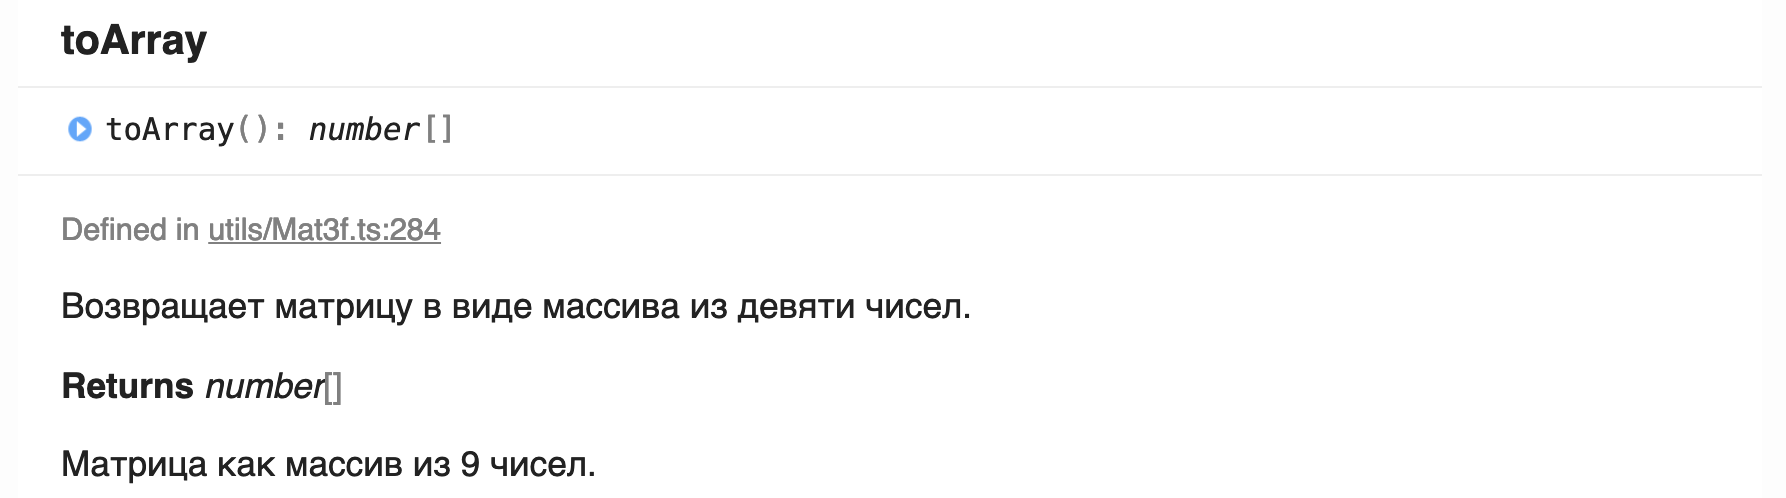 toArray
toArray(): number[]
Defined in utils/Mat3f.ts:284
Возвращает матрицу в виде массива из девяти чисел.
Returns number[]
Матрица как массив из 9 чисел.